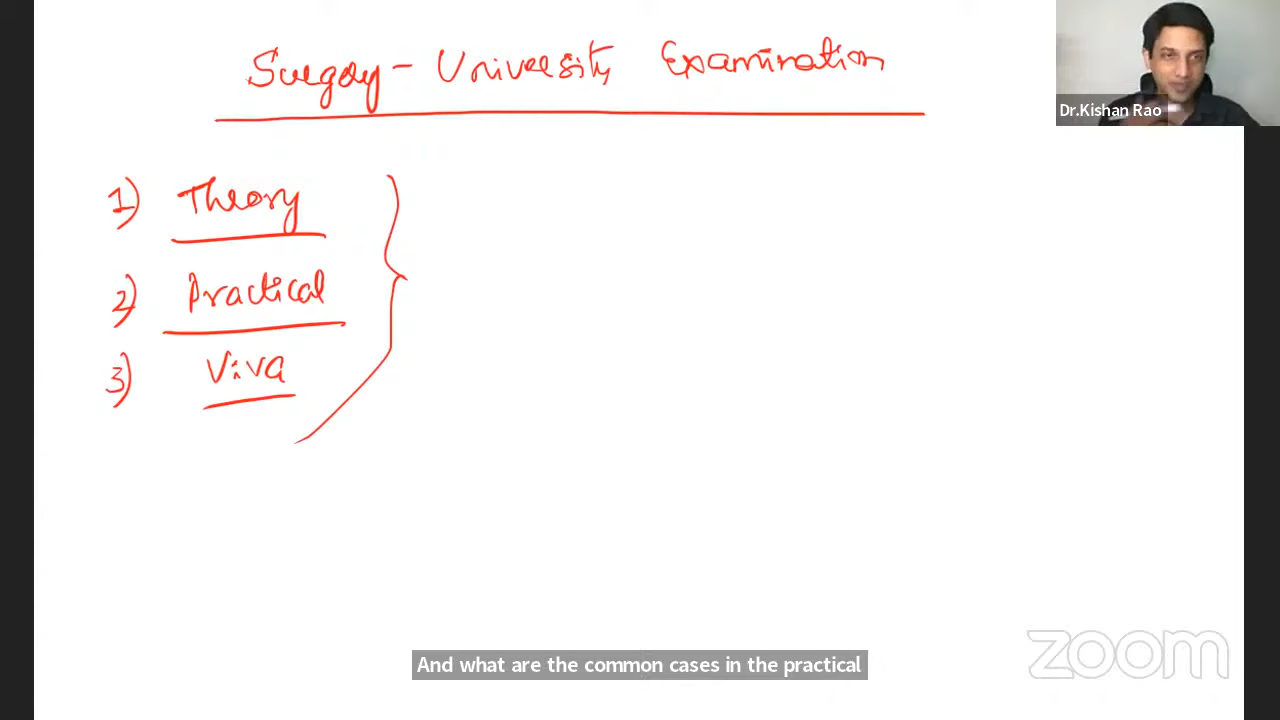 Surgery - University Examination
Dr.Kishan Rao
1) Theory
2) Practical
3) Viva
And what are the common cases in the practical
zoom